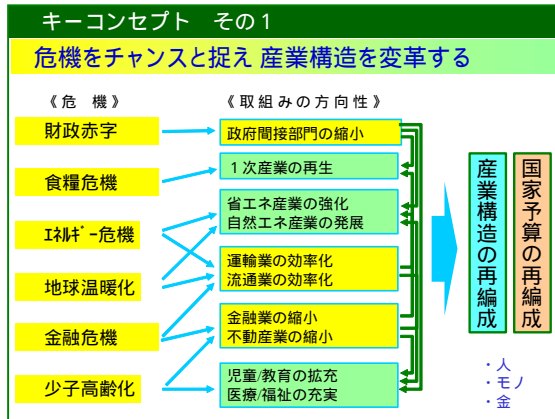 キーコンセプト その１
危機をチャンスと捉え 産業構造を変革する
《危 機》
《取組みの方向性》
財政赤字
食糧危機
ｴﾈﾙｷﾞｰ危機
地球温暖化
金融危機
少子高齢化
政府間接部門の縮小
１次産業の再生
省エネ産業の強化
自然エネ産業の発展
運輸業の効率化
流通業の効率化
金融業の縮小
不動産業の縮小
児童/教育の拡充
医療/福祉の充実
産業構造の再編成
国家予算の再編成
・人
・モノ
・金